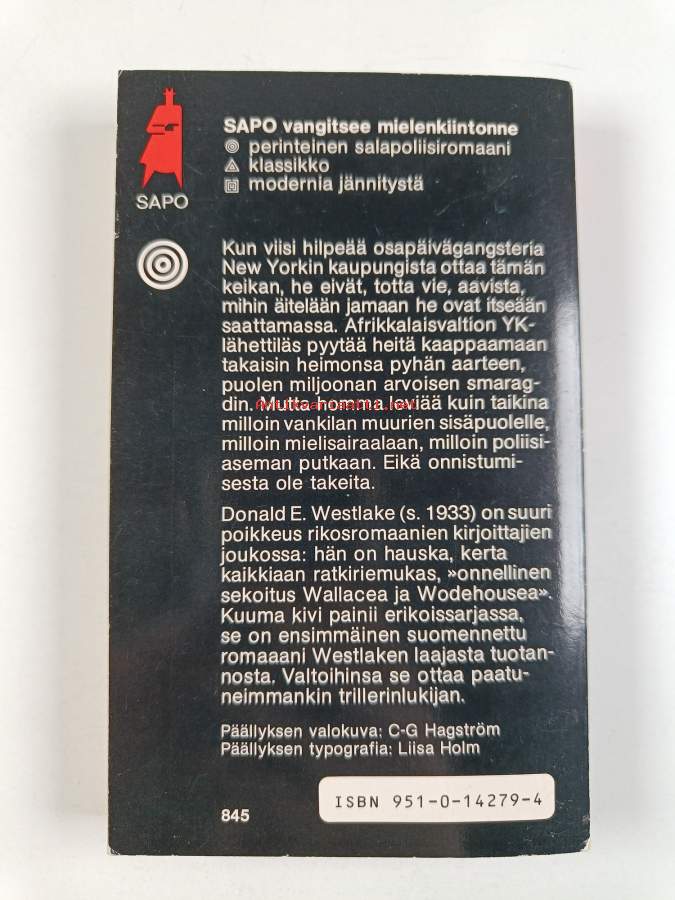 SAPO vangitsee mielenkiintonne
perinteinen salapoliisiromaani
klassikko
modernia jännitystä
SAPO
Kun viisi hilpeää osapäivägangsteria
New Yorkin kaupungista ottaa tämän
keikan, he eivät, totta vie, aavista,
mihin äitelään jamaan he ovat itseään
saattamassa. Afrikkalaisvaltion YK-
lähettiläs pyytää heitä kaappaamaan
takaisin heimonsa pyhän aarteen,
puolen miljoonan arvoisen smarag-
din. Mutta homma leviää kuin taikina
milloin vankilan muurien sisäpuolelle,
milloin mielisairaalaan, milloin poliisi-
aseman putkaan. Eikä onnistumi-
sesta ole takeita.
Donald E. Westlake (s. 1933) on suuri
poikkeus rikosromaanien kirjoittajien
joukossa: hän on hauska, kerta
kaikkiaan ratkiriemukas, »onnellinen
sekoitus Wallacea ja Wodehousea».
Kuuma kivi painii erikoissarjassa,
se on ensimmäinen suomennettu
romaaani Westlaken laajasta tuotan-
nosta. Valtoihinsa se ottaa paatu-
neimmankin trillerinlukijan.
Päällyksen valokuva: C-G Hagström
Päällyksen typografia: Liisa Holm
ISBN 951-0-14279-4
845